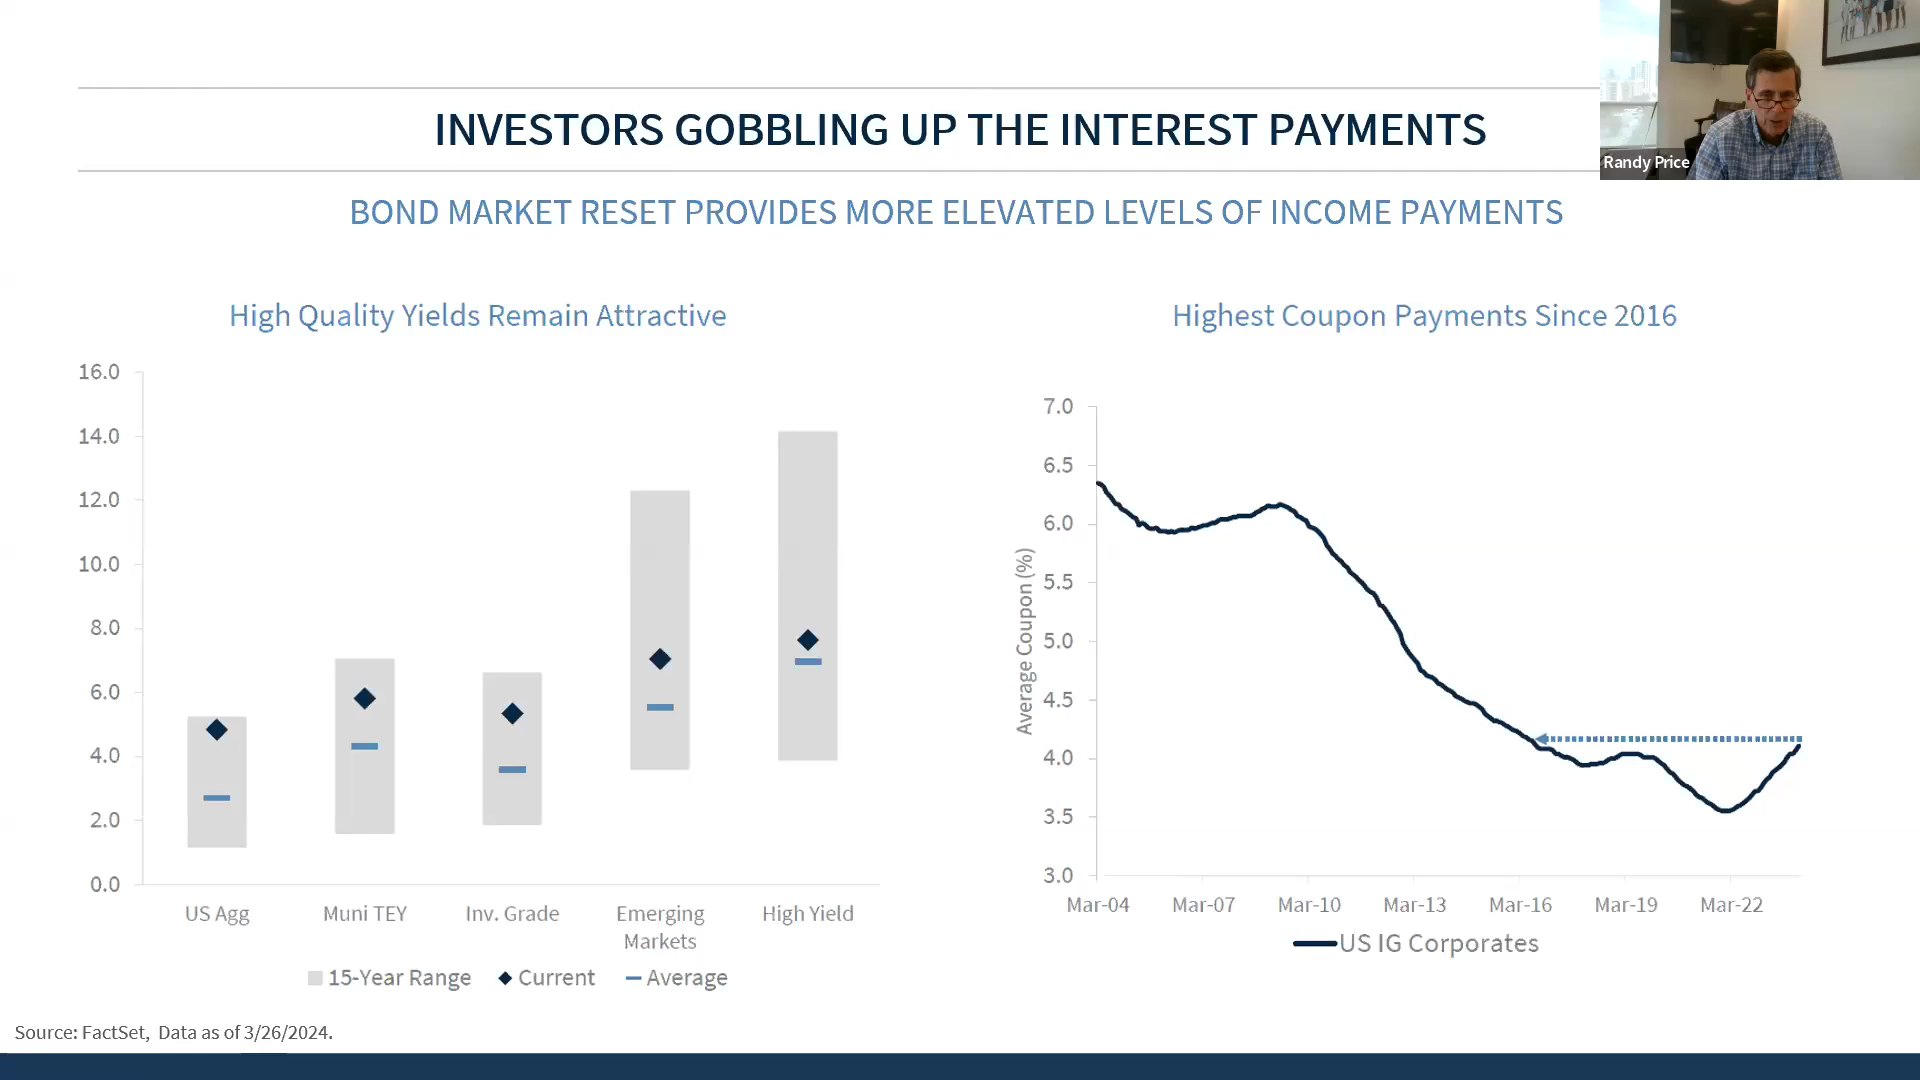 INVESTORS GOBBLING UP THE INTEREST PAYMENTS
Randy Price
BOND MARKET RESET PROVIDES MORE ELEVATED LEVELS OF INCOME PAYMENTS
High Quality Yields Remain Attractive
16.0
14.0
12.0
10.0
8.0
6.0
4.0
2.0
0.0
US Agg
Muni TEY
Inv. Grade
Emerging
Markets
High Yield
15-Year Range
Current
Average
Highest Coupon Payments Since 2016
Average Coupon (%)
7.0
6.5
6.0
5.5
5.0
4.5
4.0
3.5
3.0
Mar-04
Mar-07
Mar-10
Mar-13
Mar-16
Mar-19
Mar-22
US IG Corporates
Source: FactSet, Data as of 3/26/2024.